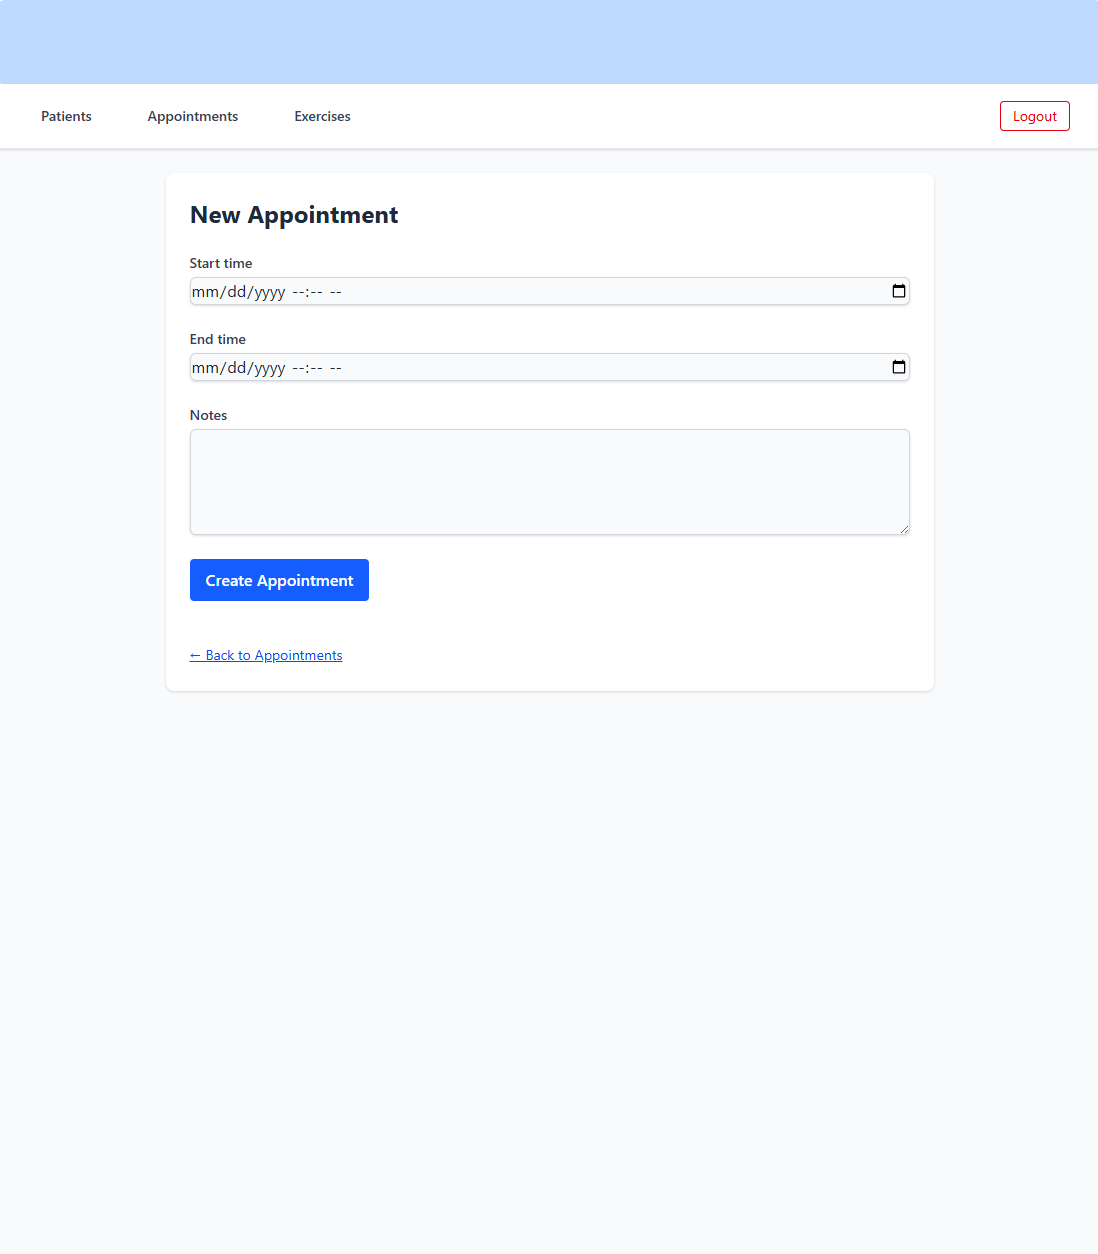 Patients Appointments Exercises Logout
New Appointment
Start time
mm/dd/yyyy --:-- --
End time
mm/dd/yyyy --:-- --
Notes
Create Appointment
← Back to Appointments